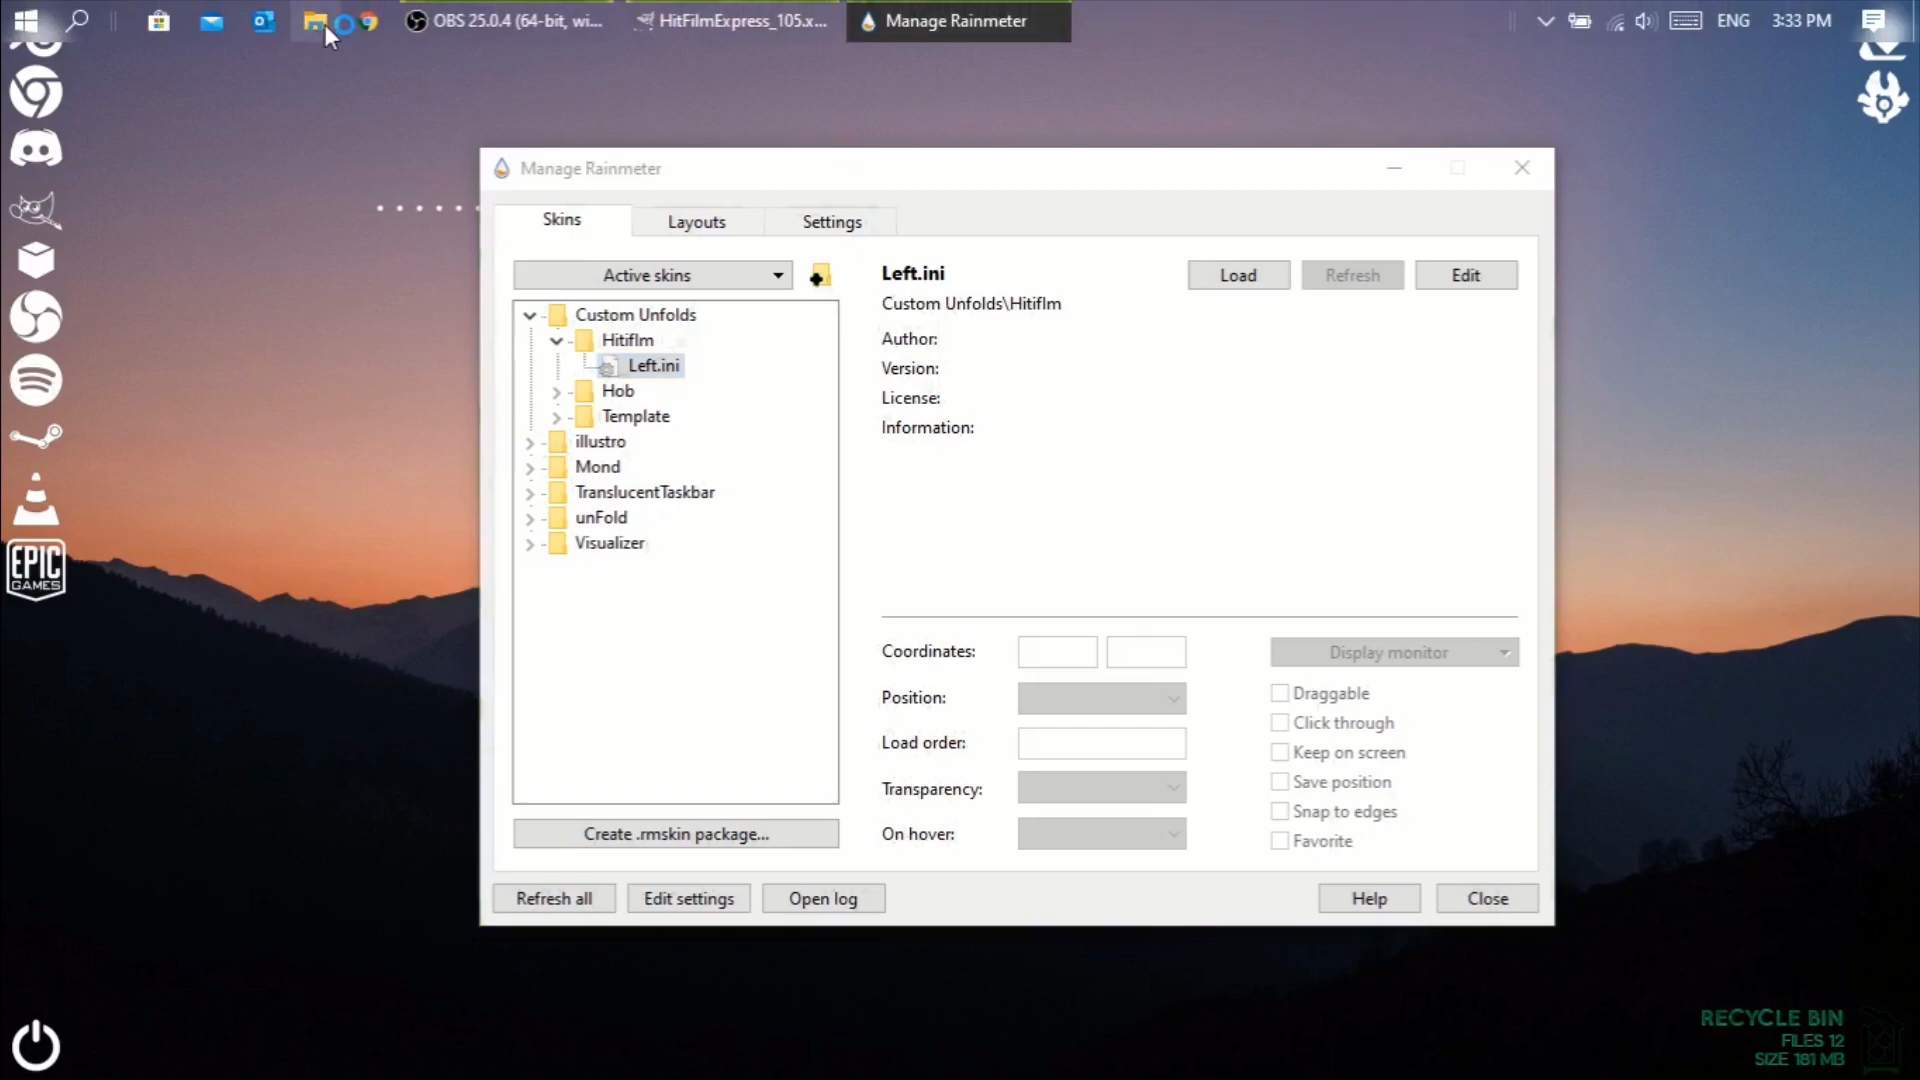 OBS 25.0.4 (64-bit, wi...
HitFilmExpress_105.x...
Manage Rainmeter
ENG
3:33 PM
Manage Rainmeter
Skins
Layouts
Settings
Active skins
Custom Unfolds
Hitiflm
Left.ini
Hob
Template
illustro
Mond
TranslucentTaskbar
unFold
Visualizer
Create .rmskin package...
Left.ini
Load
Refresh
Edit
Custom Unfolds\Hitiflm
Author:
Version:
License:
Information:
Coordinates:
Display monitor
Position:
Draggable
Click through
Load order:
Keep on screen
Transparency:
Save position
Snap to edges
On hover:
Favorite
Refresh all
Edit settings
Open log
Help
Close
EPIC
GAMES
RECYCLE BIN
FILES 12
SIZE 181 MB